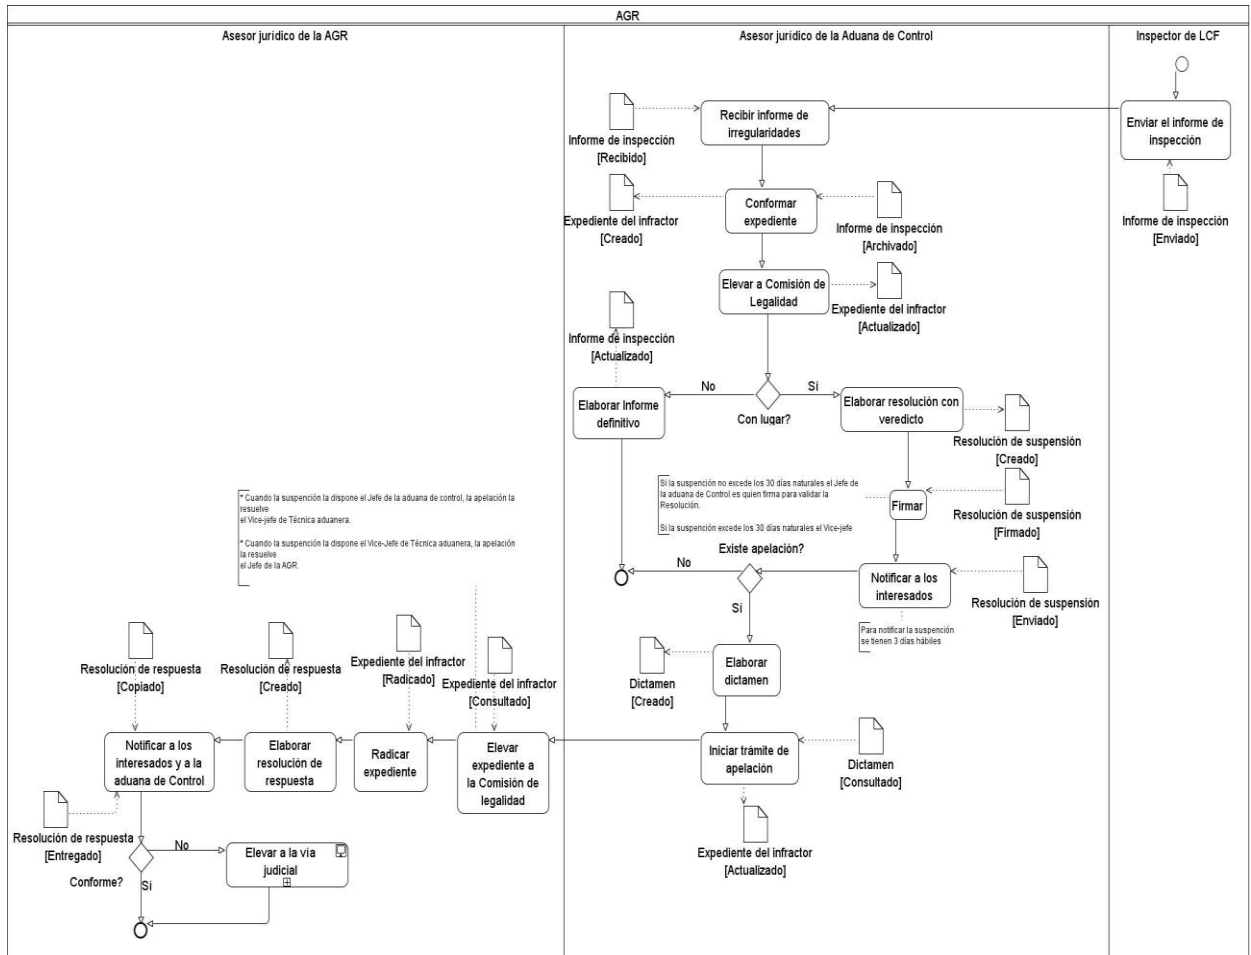 AGR
Asesor jurídico de la AGR
Asesor jurídico de la Aduana de Control
Inspector de LCF
Enviar el informe de
inspección
Informe de inspección
[Enviado]
Recibir informe de
irregularidades
Informe de inspección
[Recibido]
Conformar
expediente
Expediente del infractor
[Creado]
Informe de inspección
[Archivado]
Elevar a Comisión de
Legalidad
Expediente del infractor
[Actualizado]
Informe de inspección
[Actualizado]
No
Sí
Con lugar?
Elaborar Informe
definitivo
Elaborar resolución con
veredicto
Resolución de suspensión
[Creado]
Si la suspensión no excede los 30 días naturales el Jefe de
la aduana de Control es quien firma para validar la
Resolución.
Si la suspensión excede los 30 días naturales el Vice-jefe
Firmar
Resolución de suspensión
[Firmado]
Existe apelación?
No
Sí
Notificar a los
interesados
Resolución de suspensión
[Enviado]
Para notificar la suspensión
se tienen 3 días hábiles
Elaborar
dictamen
Dictamen
[Creado]
Iniciar trámite de
apelación
Dictamen
[Consultado]
Expediente del infractor
[Actualizado]
* Cuando la suspensión la dispone el Jefe de la aduana de control, la apelación la
resuelve
el Vice-jefe de Técnica aduanera.
* Cuando la suspensión la dispone el Vice-Jefe de Técnica aduanera, la apelación
la resuelve
el Jefe de la AGR.
Resolución de respuesta
[Copiado]
Resolución de respuesta
[Creado]
Expediente del infractor
[Radicado]
Expediente del infractor
[Consultado]
Notificar a los
interesados y a la
aduana de Control
Elaborar
resolución de
respuesta
Radicar
expediente
Elevar
expediente a
la Comisión de
legalidad
Resolución de respuesta
[Entregado]
No
Elevar a la vía
judicial
Conforme?
Sí